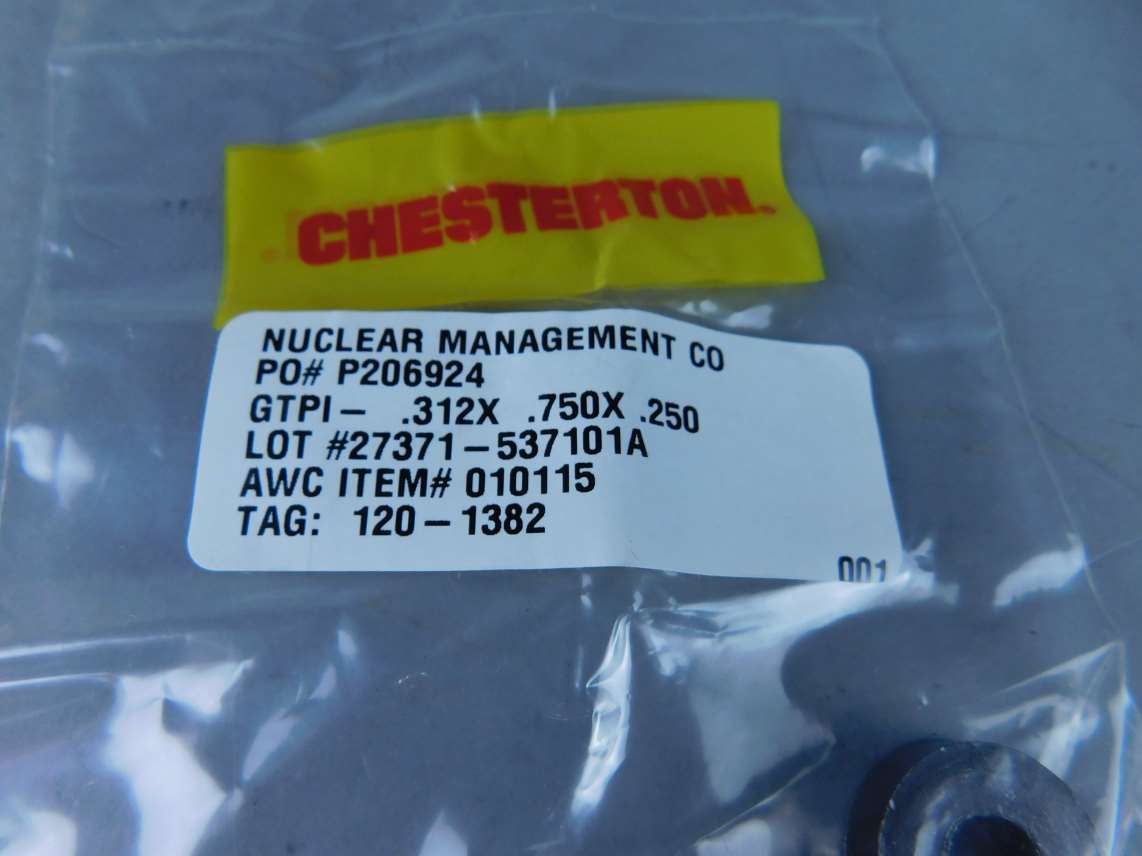 CHESTERTON.
NUCLEAR MANAGEMENT CO
PO# P206924
GTPI- .312X .750X .250
LOT #27371-537101A
AWC ITEM# 010115
TAG: 120-1382
001